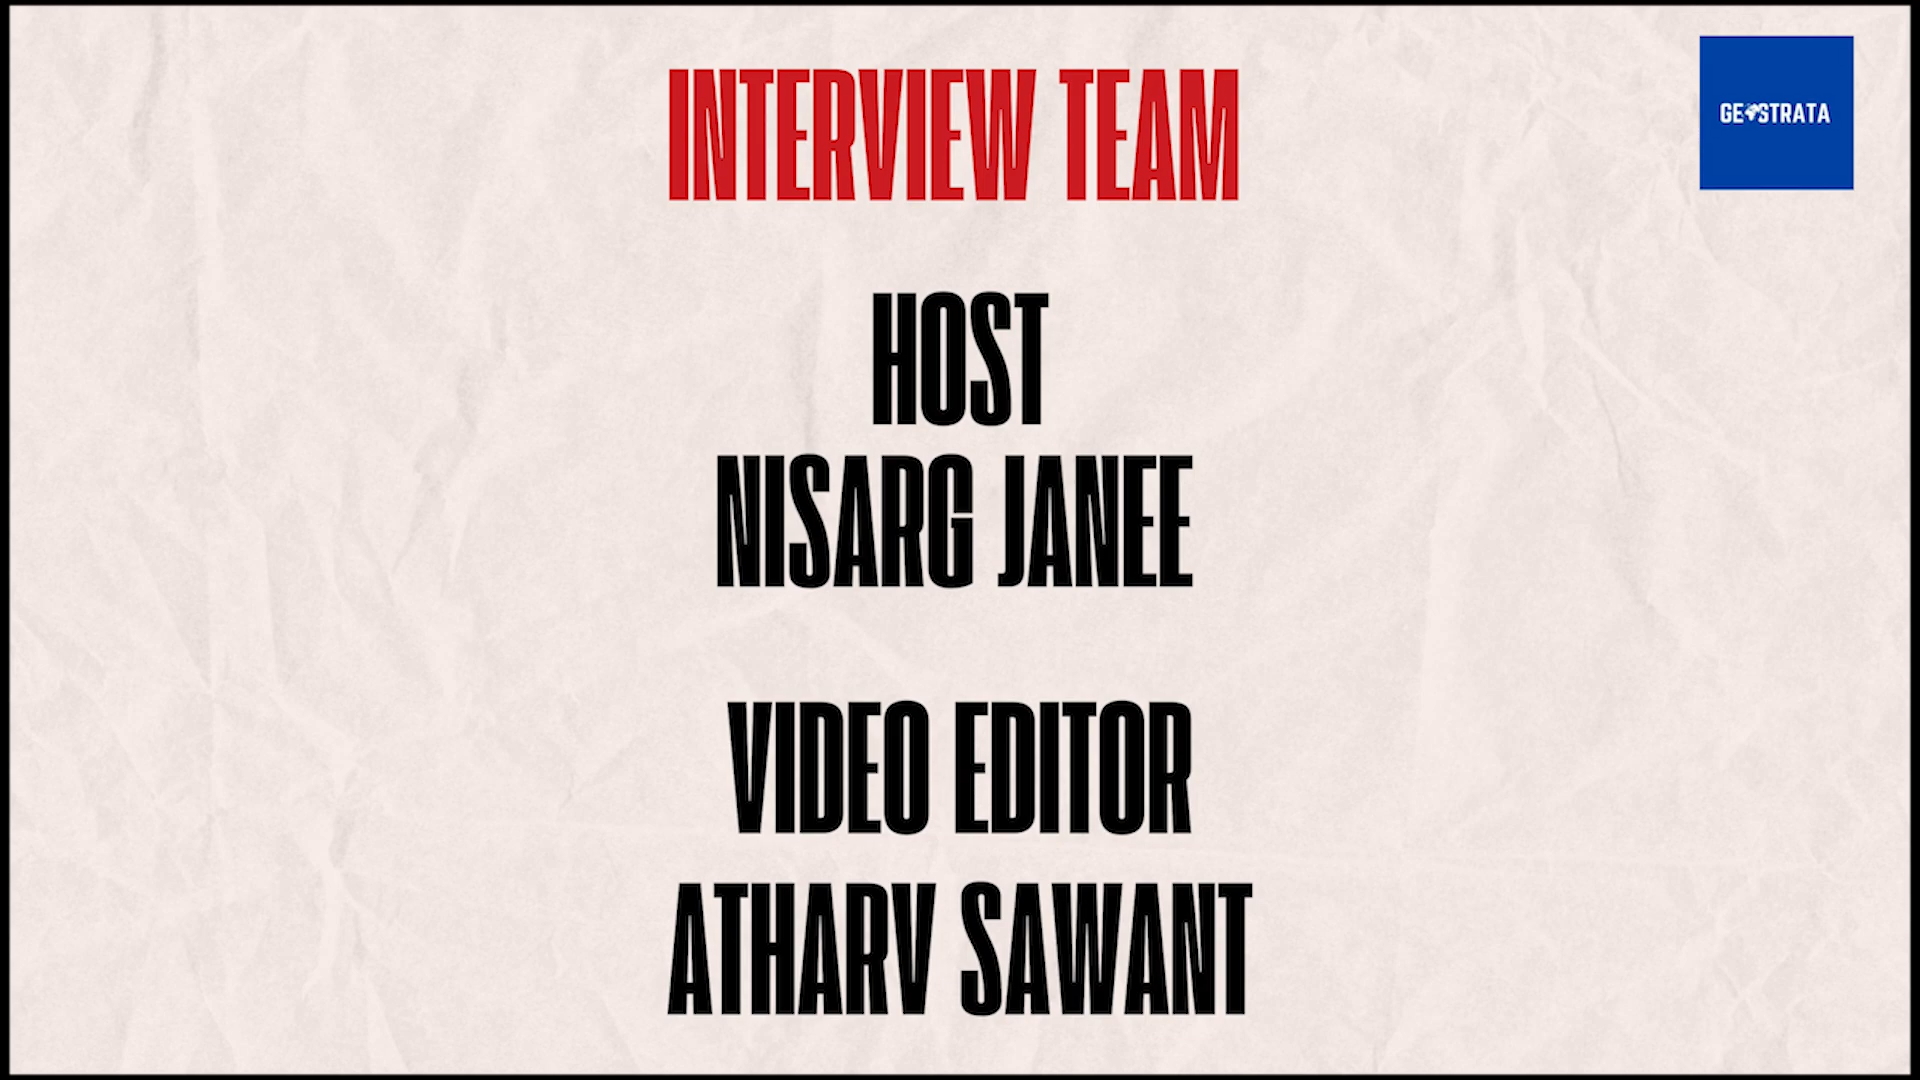 INTERVIEW TEAM
GEOSTRATA
HOST
NISARG JANEE
VIDEO EDITOR
ATHARV SAWANT